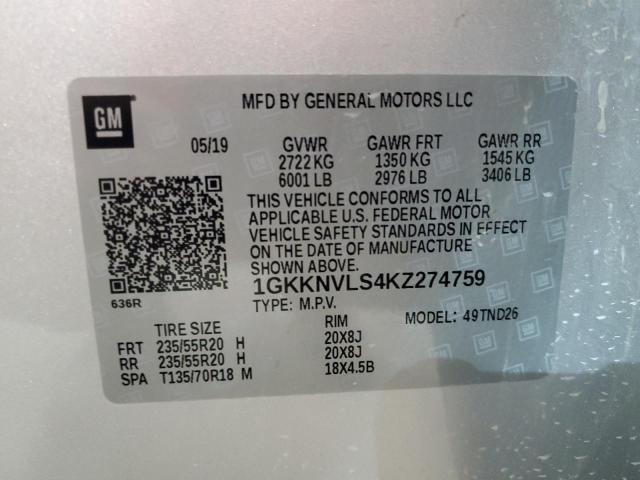 GM
MFD BY GENERAL MOTORS LLC
05/19 GVWR GAWR FRT GAWR RR
2722 KG 1350 KG 1545 KG
6001 LB 2976 LB 3406 LB
THIS VEHICLE CONFORMS TO ALL
APPLICABLE U.S. FEDERAL MOTOR
VEHICLE SAFETY STANDARDS IN EFFECT
ON THE DATE OF MANUFACTURE
SHOWN ABOVE.
1GKKNVLS4KZ274759
636R
TYPE: M.P.V. MODEL: 49TND26
TIRE SIZE RIM
FRT 235/55R20 H 20X8J
RR 235/55R20 H 20X8J
SPA T135/70R18 M 18X4.5B